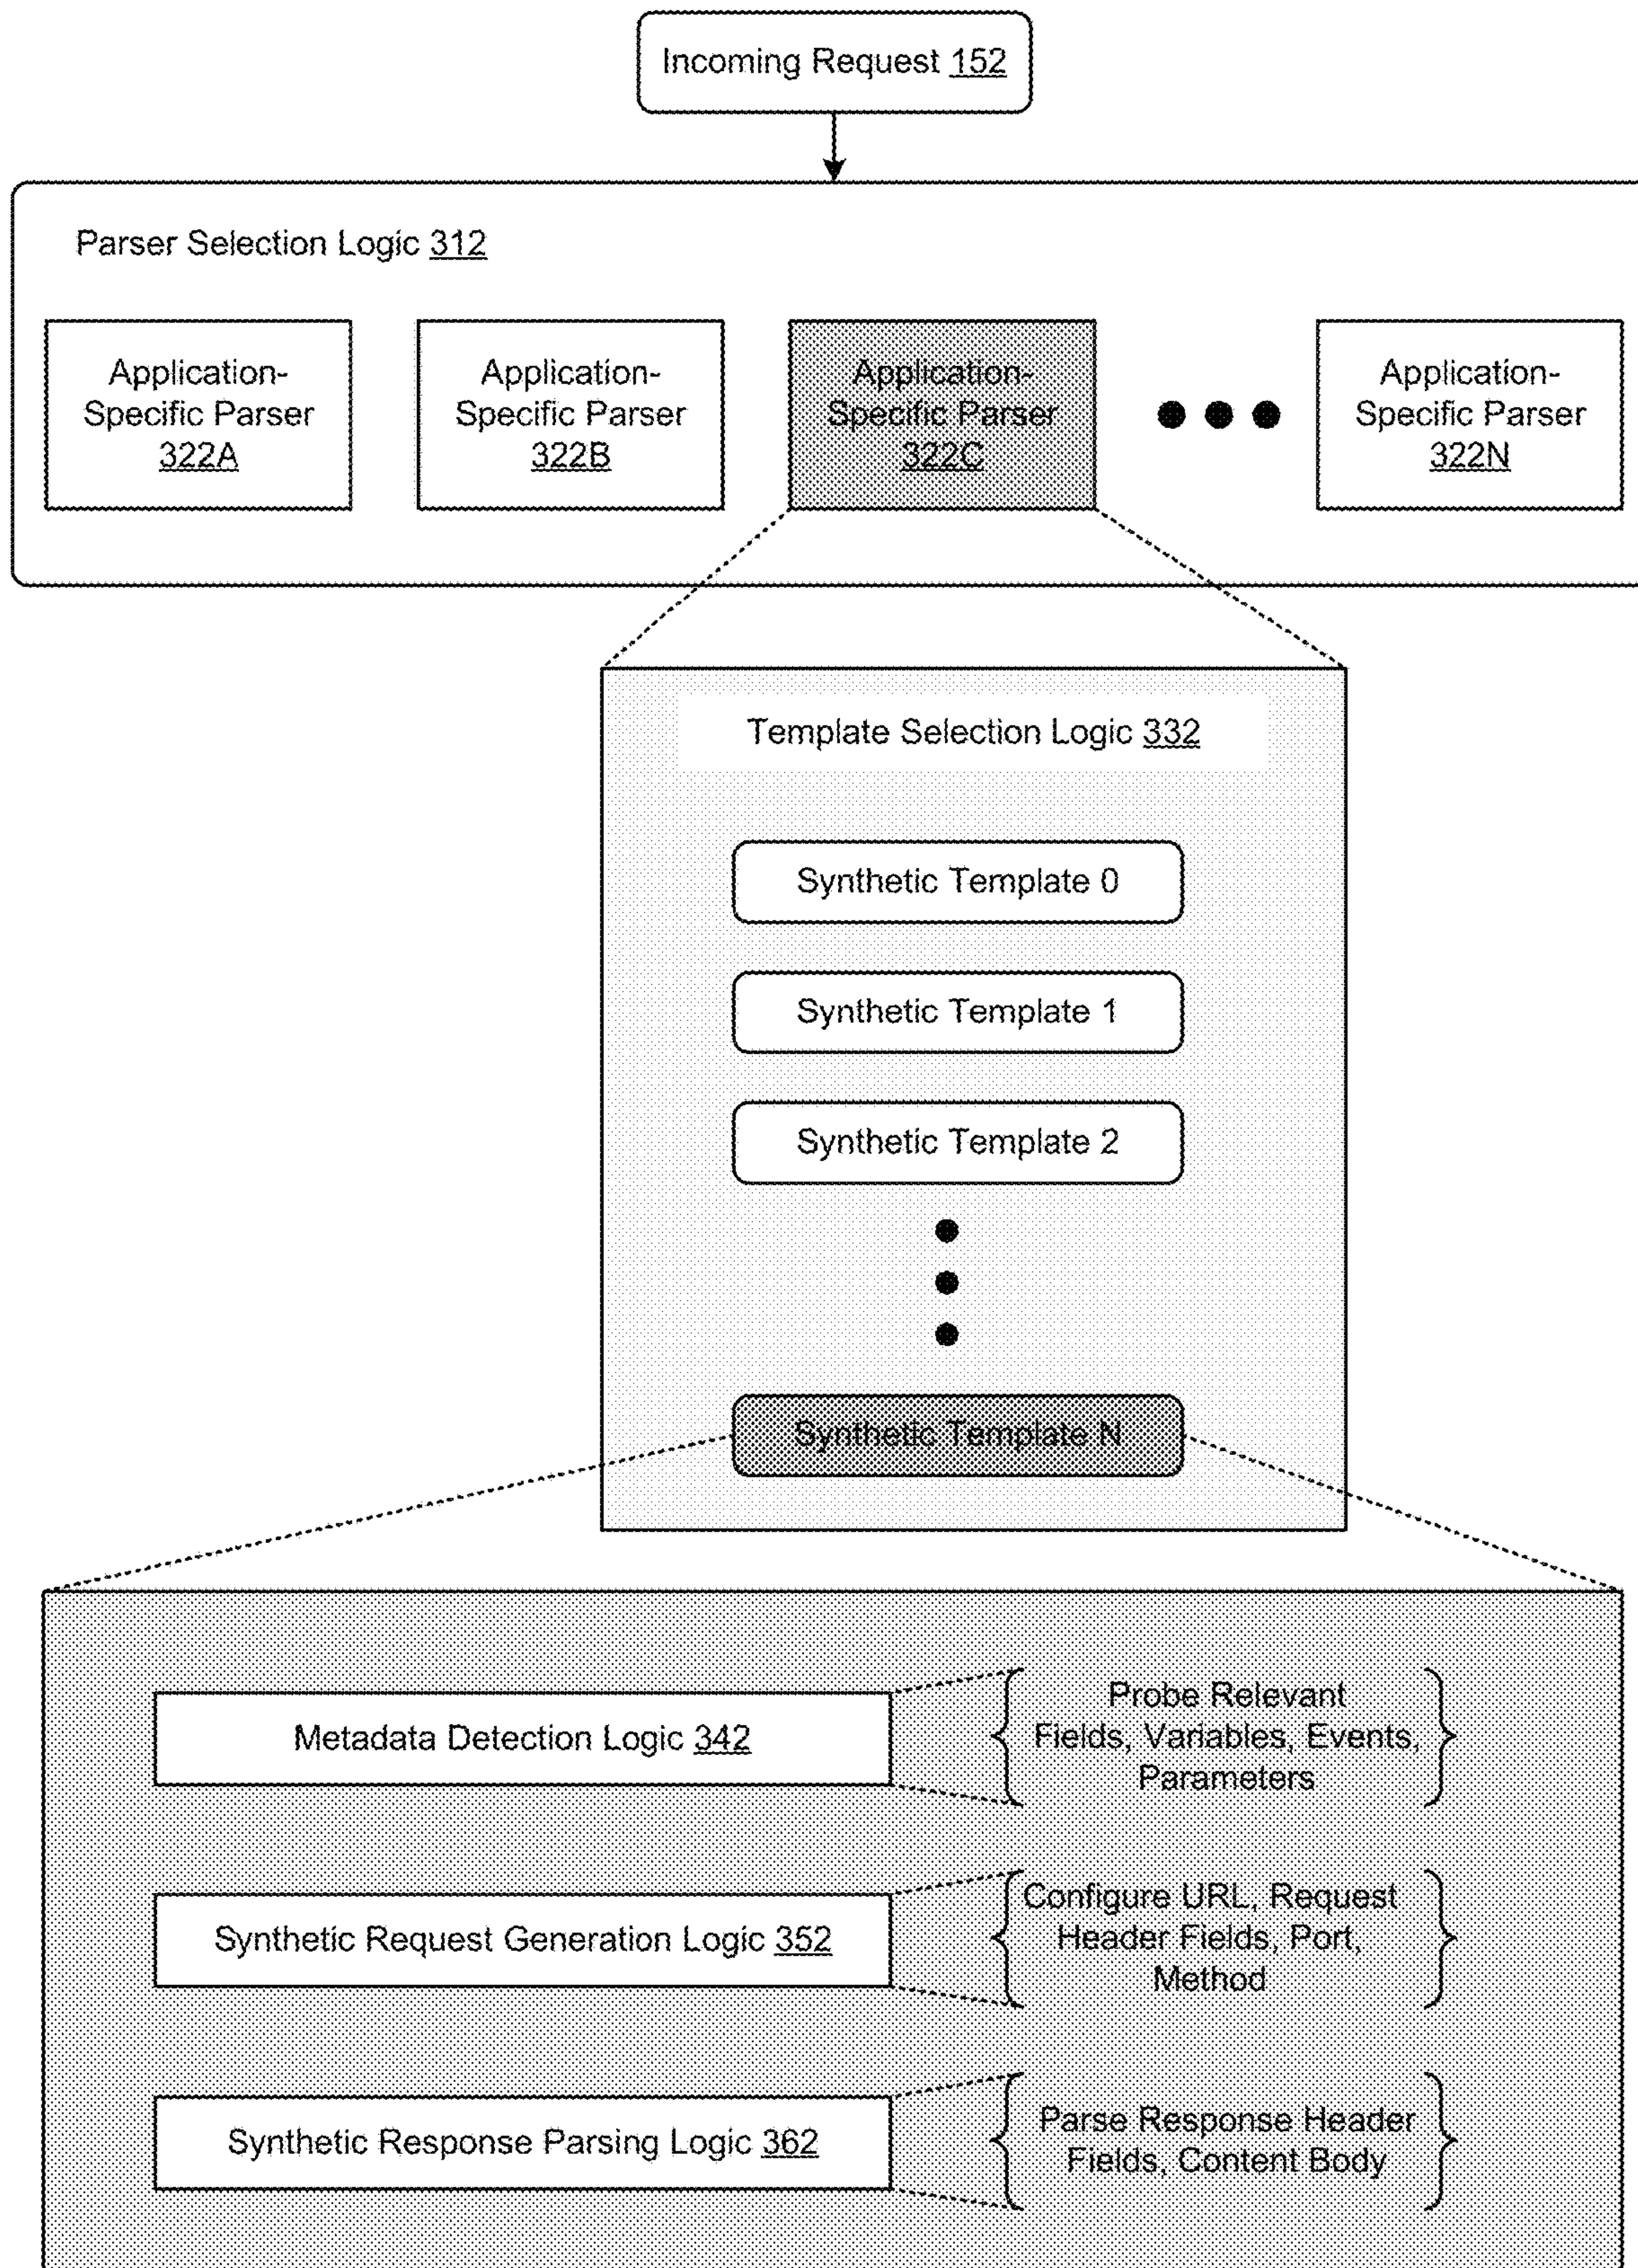 Incoming Request 152
Parser Selection Logic 312
Application-
Specific Parser
322A
Application-
Specific Parser
322B
Application-
Specific Parser
322C
Application-
Specific Parser
322N
Template Selection Logic 332
Synthetic Template 0
Synthetic Template 1
Synthetic Template 2
Synthetic Template N
Metadata Detection Logic 342
Probe Relevant
Fields, Variables, Events,
Parameters
Synthetic Request Generation Logic 352
Configure URL, Request
Header Fields, Port,
Method
Synthetic Response Parsing Logic 362
Parse Response Header
Fields, Content Body